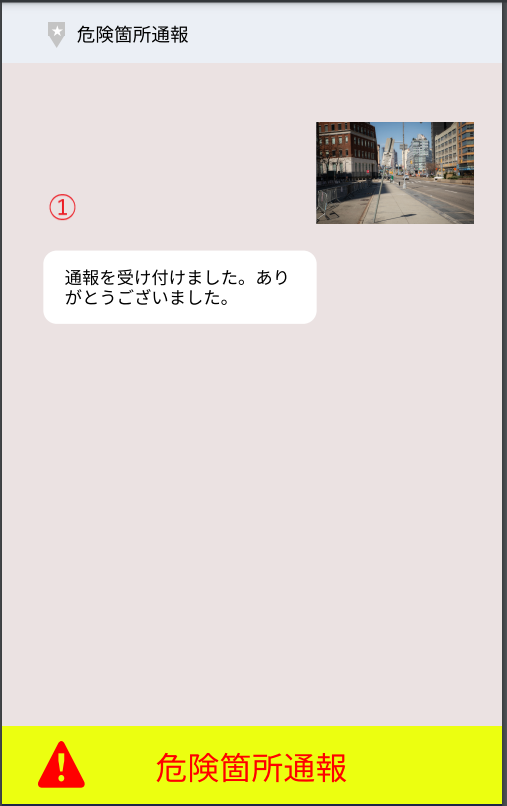 危険箇所通報
①
通報を受け付けました。あり
がとうございました。
危険箇所通報